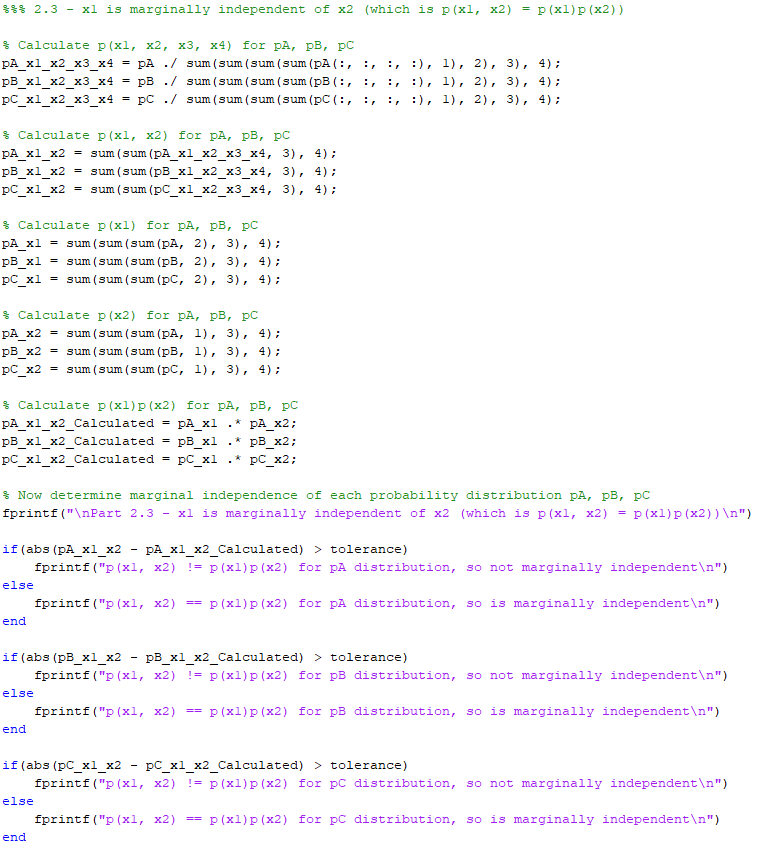 %%% 2.3 - x1 is marginally independent of x2 (which is p(x1, x2) = p(x1)p(x2))
% Calculate p(x1, x2, x3, x4) for pA, pB, pC
pA_x1_x2_x3_x4 = pA ./ sum(sum(sum(sum(pA(:, :, :, :), 1), 2), 3), 4);
pB_x1_x2_x3_x4 = pB ./ sum(sum(sum(sum(pB(:, :, :, :), 1), 2), 3), 4);
pC_x1_x2_x3_x4 = pC ./ sum(sum(sum(sum(pC(:, :, :, :), 1), 2), 3), 4);
% Calculate p(x1, x2) for pA, pB, pC
pA_x1_x2 = sum(sum(pA_x1_x2_x3_x4, 3), 4);
pB_x1_x2 = sum(sum(pB_x1_x2_x3_x4, 3), 4);
pC_x1_x2 = sum(sum(pC_x1_x2_x3_x4, 3), 4);
% Calculate p(x1) for pA, pB, pC
pA_x1 = sum(sum(sum(pA, 2), 3), 4);
pB_x1 = sum(sum(sum(pB, 2), 3), 4);
pC_x1 = sum(sum(sum(pC, 2), 3), 4);
% Calculate p(x2) for pA, pB, pC
pA_x2 = sum(sum(sum(pA, 1), 3), 4);
pB_x2 = sum(sum(sum(pB, 1), 3), 4);
pC_x2 = sum(sum(sum(pC, 1), 3), 4);
% Calculate p(x1)p(x2) for pA, pB, pC
pA_x1_x2_Calculated = pA_x1 .* pA_x2;
pB_x1_x2_Calculated = pB_x1 .* pB_x2;
pC_x1_x2_Calculated = pC_x1 .* pC_x2;
% Now determine marginal independence of each probability distribution pA, pB, pC
fprintf("\nPart 2.3 - x1 is marginally independent of x2 (which is p(x1, x2) = p(x1)p(x2))\n")
if(abs(pA_x1_x2 - pA_x1_x2_Calculated) > tolerance)
    fprintf("p(x1, x2) != p(x1)p(x2) for pA distribution, so not marginally independent\n")
else
    fprintf("p(x1, x2) == p(x1)p(x2) for pA distribution, so is marginally independent\n")
end
if(abs(pB_x1_x2 - pB_x1_x2_Calculated) > tolerance)
    fprintf("p(x1, x2) != p(x1)p(x2) for pB distribution, so not marginally independent\n")
else
    fprintf("p(x1, x2) == p(x1)p(x2) for pB distribution, so is marginally independent\n")
end
if(abs(pC_x1_x2 - pC_x1_x2_Calculated) > tolerance)
    fprintf("p(x1, x2) != p(x1)p(x2) for pC distribution, so not marginally independent\n")
else
    fprintf("p(x1, x2) == p(x1)p(x2) for pC distribution, so is marginally independent\n")
end